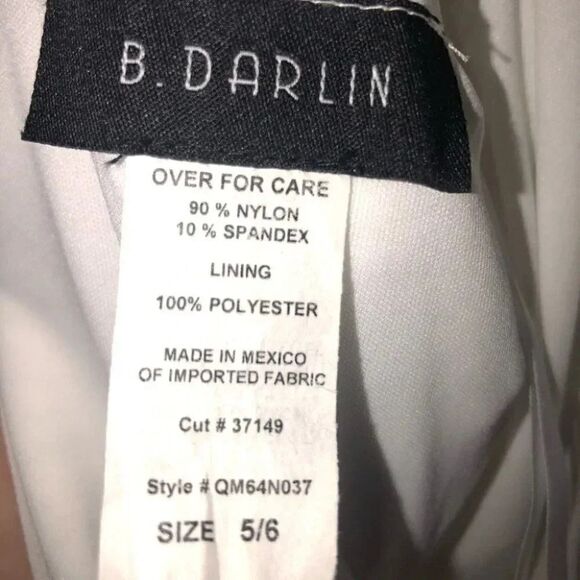 B. DARLIN
OVER FOR CARE
90 % NYLON
10 % SPANDEX
LINING
100% POLYESTER
MADE IN MEXICO
OF IMPORTED FABRIC
Cut # 37149
Style # QM64N037
SIZE 5/6